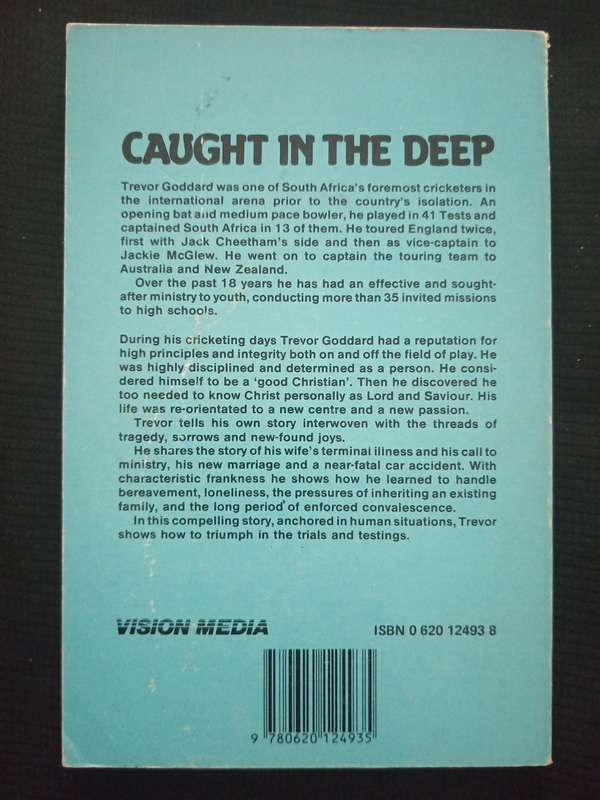 CAUGHT IN THE DEEP
Trevor Goddard was one of South Africa's foremost cricketers in
the international arena prior to the country's isolation. An
opening bat and medium pace bowler, he played in 41 Tests and
captained South Africa in 13 of them. He toured England twice,
first with Jack Cheetham's side and then as vice-captain to
Jackie McGlew. He went on to captain the touring team to
Australia and New Zealand.
Over the past 18 years he has had an effective and sought-
after ministry to youth, conducting more than 35 invited missions
to high schools.
During his cricketing days Trevor Goddard had a reputation for
high principles and integrity both on and off the field of play. He
was highly disciplined and determined as a person. He consi-
dered himself to be a 'good Christian'. Then he discovered he
too needed to know Christ personally as Lord and Saviour. His
life was re-orientated to a new centre and a new passion.
Trevor tells his own story interwoven with the threads of
tragedy, sorrows and new-found joys.
He shares the story of his wife's terminal illness and his call to
ministry, his new marriage and a near-fatal car accident. With
characteristic frankness he shows how he learned to handle
bereavement, loneliness, the pressures of inheriting an existing
family, and the long period of enforced convalescence.
In this compelling story, anchored in human situations, Trevor
shows how to triumph in the trials and testings.
VISION MEDIA
ISBN 0 620 12493 8
9 780620 124935